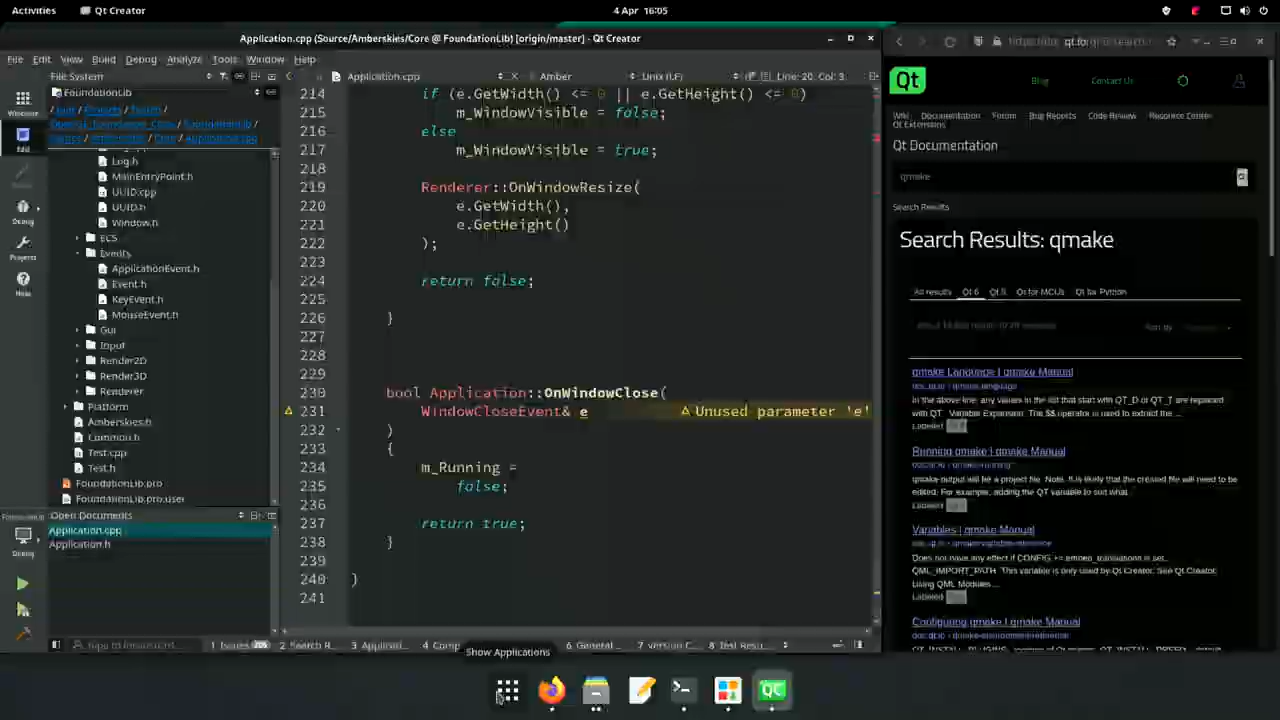 Activities
Qt Creator
4 Apr 16:05
Application.cpp (Source/Amberskies/Core @ FoundationLib) [origin/master] - Qt Creator
File Edit View Build Debug Analyze Tools Window Help
File System
FoundationLib
Application.cpp
Log.h
MainEntryPoint.h
UUID.cpp
UUID.h
Window.h
ECS
Events
ApplicationEvent.h
Event.h
KeyEvent.h
MouseEvent.h
Gui
Input
Render2D
Render3D
Renderer
Platform
Amberskies.h
Common.h
Test.cpp
Test.h
FoundationLib.pro
FoundationLib.pro.user
Open Documents
Application.cpp
Application.h
Welcome
Edit
Debug
Projects
Help
Debug
Application.cpp
Amber
Unix (LF)
Line: 20, Col: 3
214 if (e.GetWidth() <= 0 || e.GetHeight() <= 0)
m_WindowVisible = false;
216 else
217 m_WindowVisible = true;
218
219 Renderer::OnWindowResize(
220 e.GetWidth(),
221 e.GetHeight()
222 );
223
224 return false;
225
226 }
227
228
229
230 bool Application::OnWindowClose(
231 WindowCloseEvent& e Unused parameter 'e'
232 )
233 {
234 m_Running =
235 false;
236
237 return true;
238 }
239
240 }
241
1 Issues
2 Search R...
3 Applicati...
4 Comp
6 General...
7 Version C...
8 Test Resu...
Show Applications
QC
Qt
Blog
Contact Us
Wiki Documentation Forum Bug Reports Code Review Resource Center
Qt Extensions
Qt Documentation
qmake
Search Results
Search Results: qmake
All results Qt 6 Qt 5 Qt for MCUs Qt for Python
Sort by
qmake Language | qmake Manual
In the above line, any values in the list that start with QT_D or QT_T are replaced
with QT_. Variable Expansion. The $$ operator is used to extract the ...
Labeled
Running qmake | qmake Manual
qmake output will be a project file. Note: It is likely that the created file will need to be
edited. For example, adding the QT variable to suit what...
Labeled
Variables | qmake Manual
Does not have any effect if CONFIG += embed_translations is set.
QML_IMPORT_PATH. This variable is only used by Qt Creator. See Qt Creator:
Using QML Modules ...
Labeled
Configuring qmake | qmake Manual